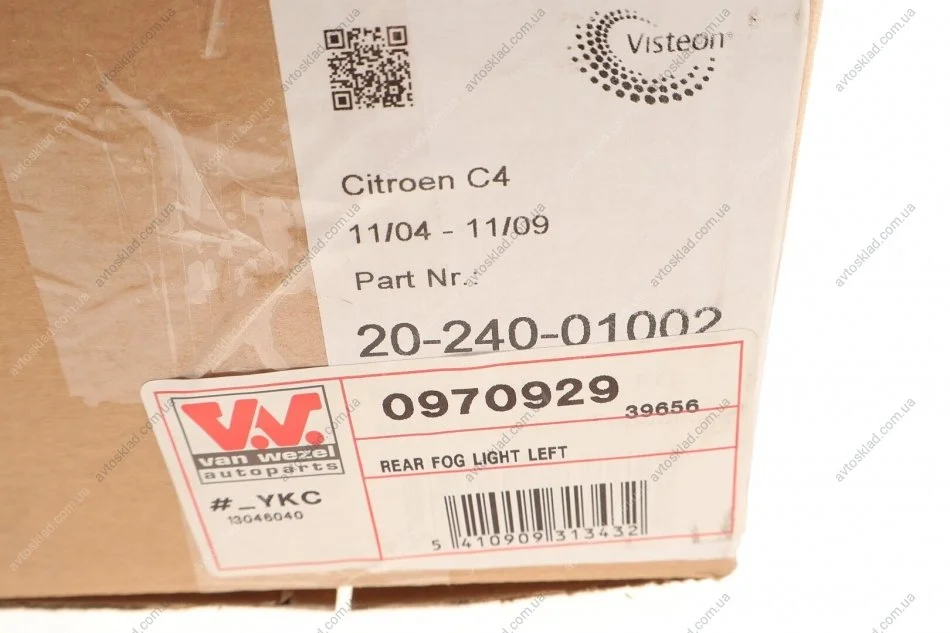 Visteon
Citroen C4
11/04 - 11/09
Part Nr.:
20-240-01002
0970929
39656
V.V.
van wezel
autoparts
REAR FOG LIGHT LEFT
#_YKC
13046040
5 410909 313432
avtosklad.com.ua